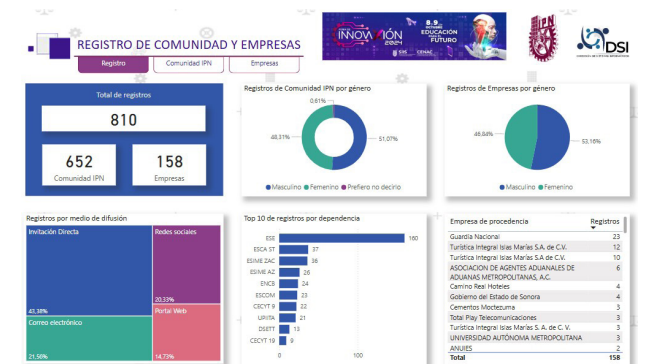 REGISTRO DE COMUNIDAD Y EMPRESAS
INNOVACIÓN
2024
8, 9
EDUCACIÓN
FUTURO
SRS CENAC
IPN
DSI
Registro
Comunidad IPN
Empresas
Total de registros
810
652
Comunidad IPN
158
Empresas
Registros de Comunidad IPN por género
0,61%
48,31%
51,07%
Masculino Femenino Prefiero no decirlo
Registros de Empresas por género
46,84%
53,16%
Masculino Femenino
Registros por medio de difusión
Invitación Directa
43,38%
Redes sociales
20,33%
Correo electrónico
21,56%
Portal Web
14,73%
Top 10 de registros por dependencia
ESE 160
ESCA ST 37
ESIME ZAC 36
ESIME AZ 26
ENCB 24
ESCOM 23
CECYT 9 22
UPIITA 21
DSETT 13
CECYT 19 9
0 100
Empresa de procedencia Registros
Guardia Nacional 23
Turística Integral Islas Marías S.A. de C.V. 12
Turística Integral Islas Marías S.A de C.V. 10
ASOCIACION DE AGENTES ADUANALES DE 6
ADUANAS METROPOLITANAS, A.C.
Camino Real Hoteles 4
Gobierno del Estado de Sonora 4
Cementos Moctezuma 3
Total Play Telecomunicaciones 3
Turística Integral Islas Marías S. A. de C. V. 3
UNIVERSIDAD AUTÓNOMA METROPOLITANA 3
ANUIES 2
Total 158